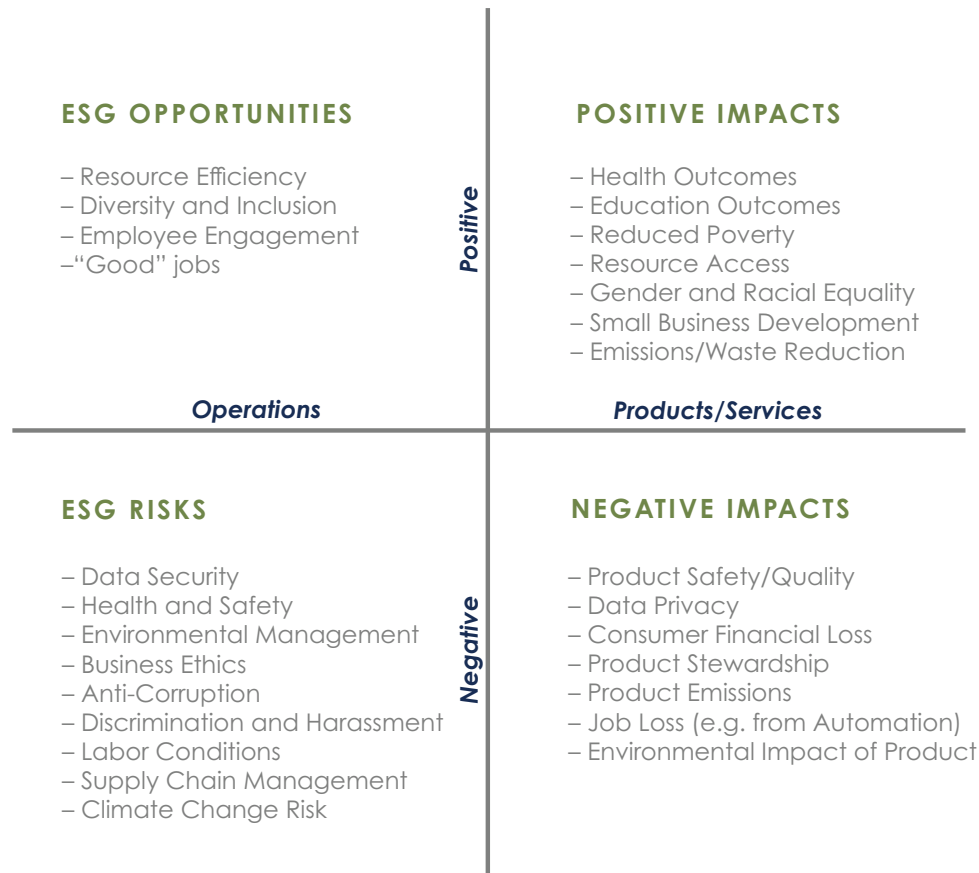 ESG OPPORTUNITIES
– Resource Efficiency
– Diversity and Inclusion
– Employee Engagement
–“Good” jobs
POSITIVE IMPACTS
– Health Outcomes
– Education Outcomes
– Reduced Poverty
– Resource Access
– Gender and Racial Equality
– Small Business Development
– Emissions/Waste Reduction
Positive
Operations
Products/Services
ESG RISKS
– Data Security
– Health and Safety
– Environmental Management
– Business Ethics
– Anti-Corruption
– Discrimination and Harassment
– Labor Conditions
– Supply Chain Management
– Climate Change Risk
Negative
NEGATIVE IMPACTS
– Product Safety/Quality
– Data Privacy
– Consumer Financial Loss
– Product Stewardship
– Product Emissions
– Job Loss (e.g. from Automation)
– Environmental Impact of Product